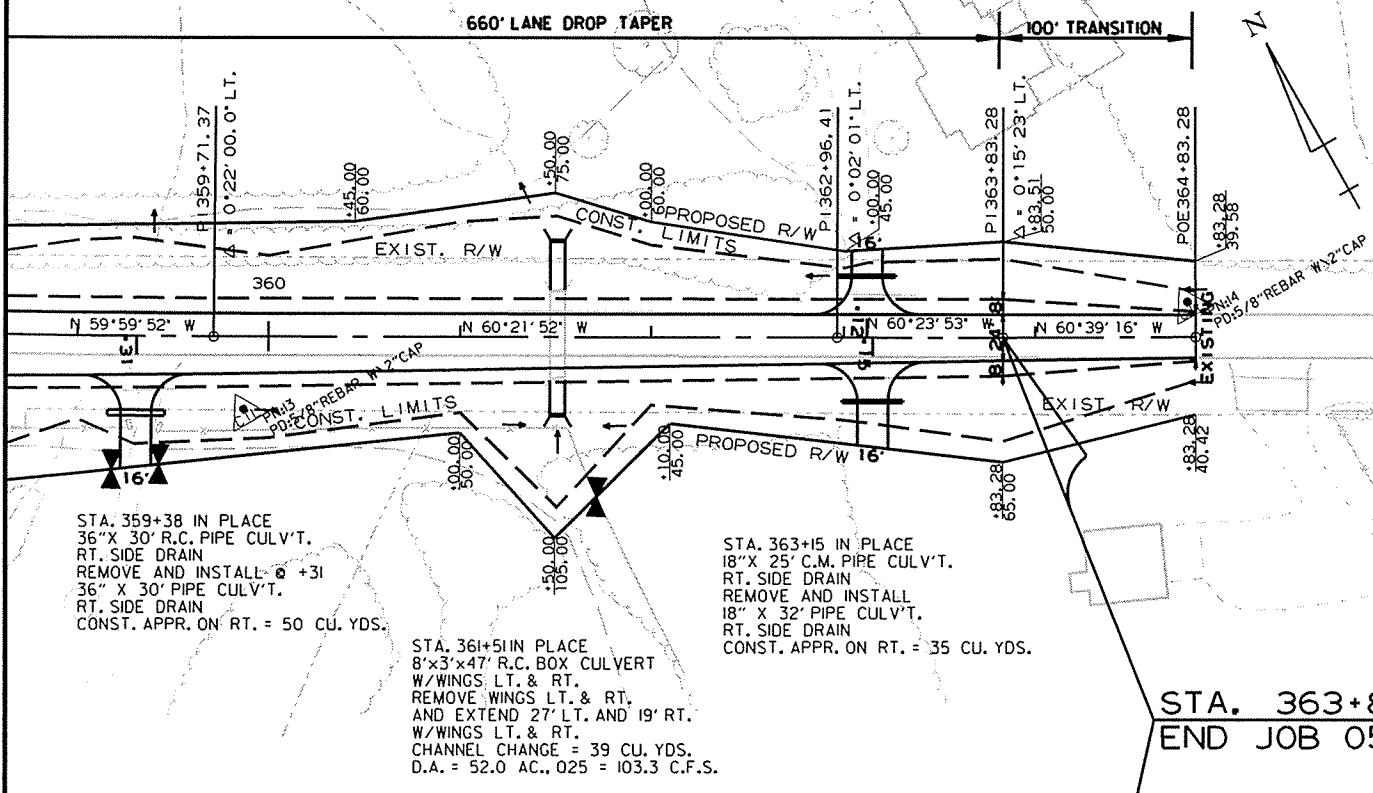 660' LANE DROP TAPER
100' TRANSITION
N
PI 359+71.37
△ = 0°22' 00.0" LT.
+45.00
60.00
+50.00
75.00
+00.00
60.00
PI 362+96.41
△ = 0°02' 01" LT.
+00.00
45.00
PI 363+83.28
△ = 0°15' 23" LT.
+83.51
50.00
POE 364+83.28
+83.28
39.58
PROPOSED R/W
CONST. LIMITS
EXIST. R/W
16'
360
PN:14
PD:5/8"REBAR W\2"CAP
N 59°59'52" W
N 60°21'52" W
N 60°23'53" W
N 60°39'16" W
+31
+12
+15
8'
24'
8'
EXISTING
PN:13
PD:5/8"REBAR W\2"CAP
CONST. LIMITS
EXIST. R/W
PROPOSED R/W
16'
16'
+00.00
50.00
+50.00
105.00
+10.00
45.00
+83.28
65.00
+83.28
40.42
STA. 359+38 IN PLACE
36"X 30' R.C. PIPE CULV'T.
RT. SIDE DRAIN
REMOVE AND INSTALL @ +31
36" X 30' PIPE CULV'T.
RT. SIDE DRAIN
CONST. APPR. ON RT. = 50 CU. YDS.
STA. 361+51IN PLACE
8'x3'x47' R.C. BOX CULVERT
W/WINGS LT. & RT.
REMOVE WINGS LT. & RT.
AND EXTEND 27' LT. AND 19' RT.
W/WINGS LT. & RT.
CHANNEL CHANGE = 39 CU. YDS.
D.A. = 52.0 AC., Q25 = 103.3 C.F.S.
STA. 363+15 IN PLACE
18"X 25' C.M. PIPE CULV'T.
RT. SIDE DRAIN
REMOVE AND INSTALL
18" X 32' PIPE CULV'T.
RT. SIDE DRAIN
CONST. APPR. ON RT. = 35 CU. YDS.
STA. 363+8
END JOB 05